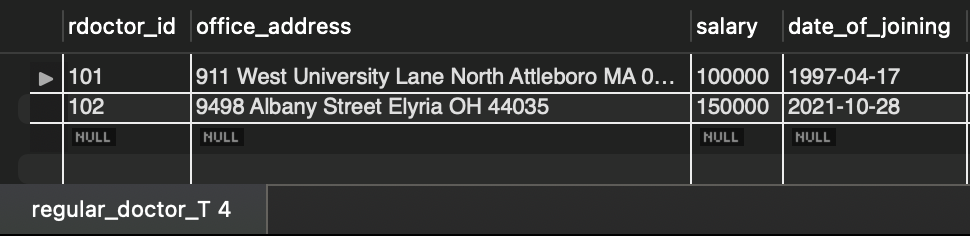 rdoctor_id office_address salary date_of_joining
101 911 West University Lane North Attleboro MA 0... 100000 1997-04-17
102 9498 Albany Street Elyria OH 44035 150000 2021-10-28
NULL NULL NULL NULL
regular_doctor_T 4